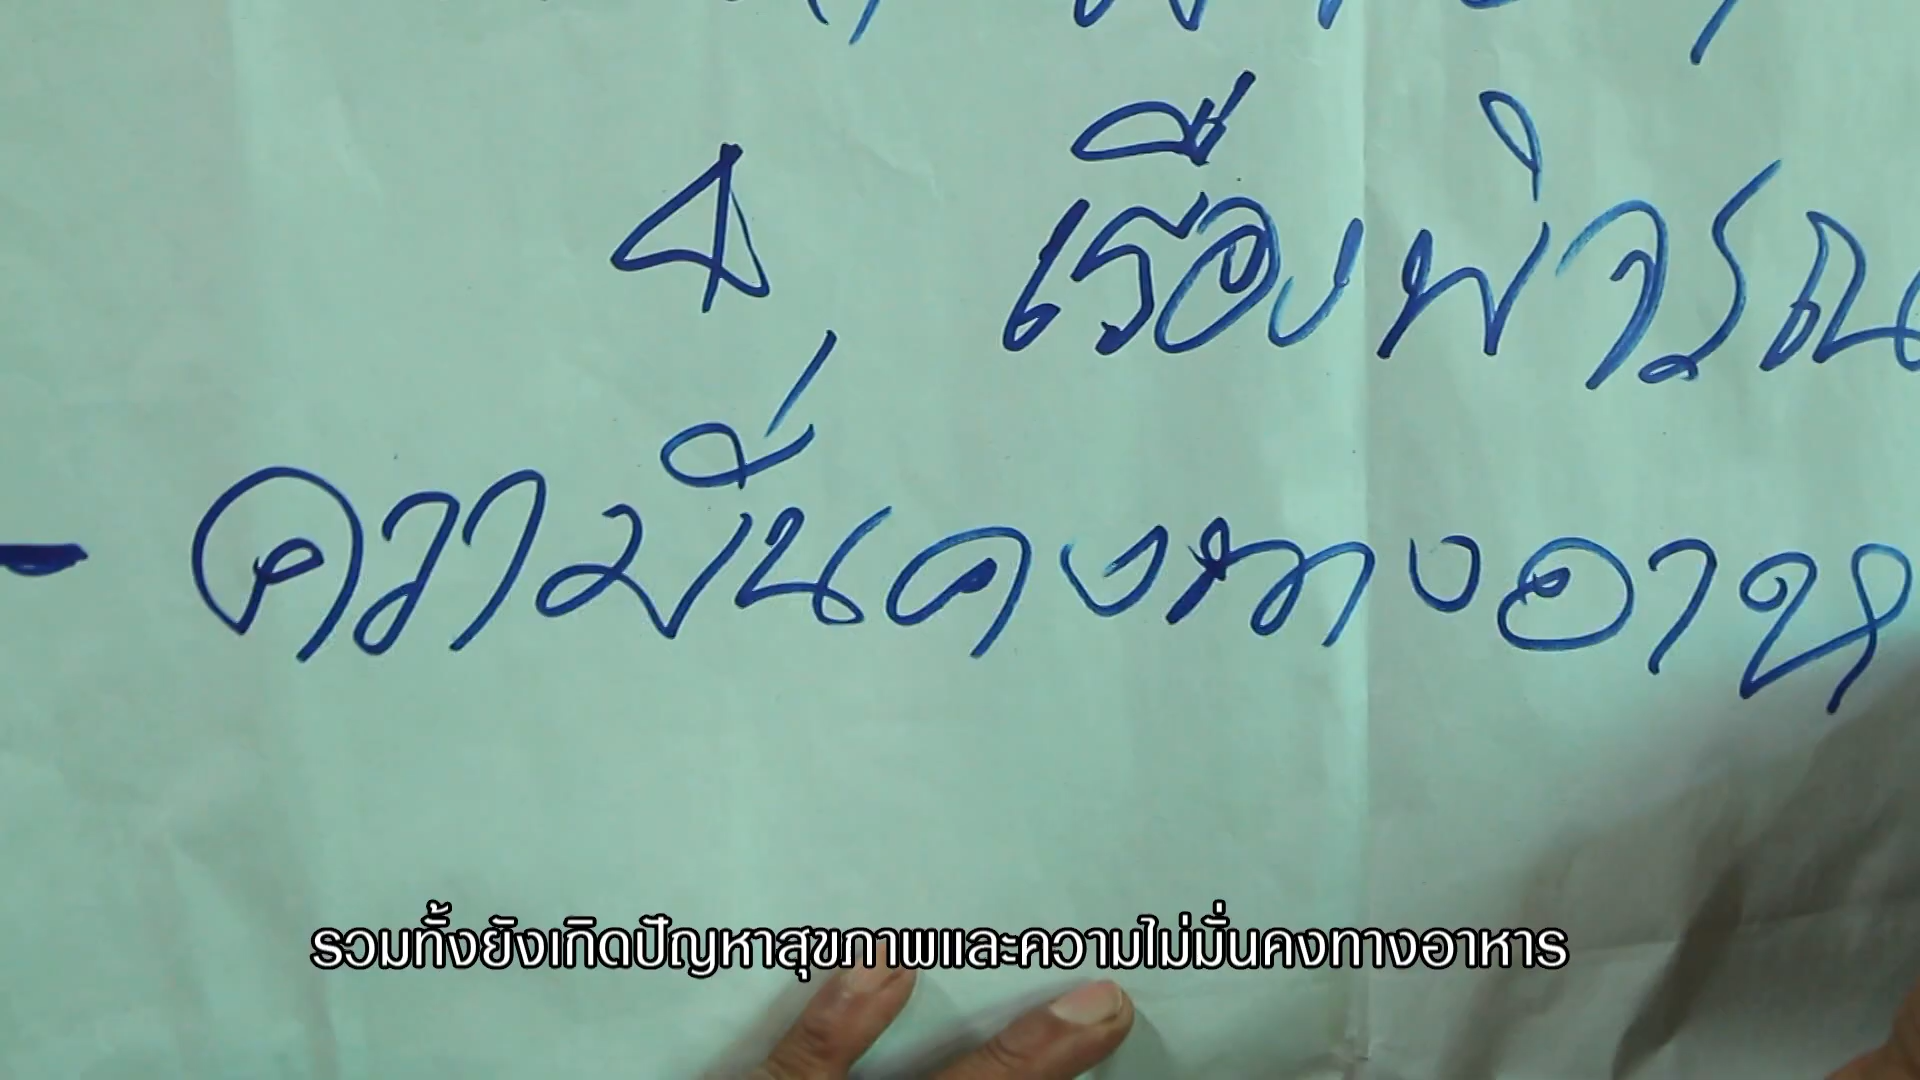 4 เรื่องพิจารณ
- ความั่นคงทางอาห
รวมทั้งยังเกิดปัญหาสุขภาพและความไม่มั่นคงทางอาหาร